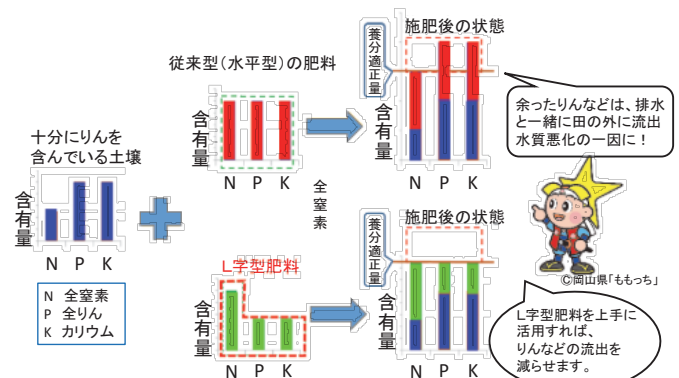 十分にりんを
含んでいる土壌
含有量
N P K
N 全窒素
P 全りん
K カリウム
従来型（水平型）の肥料
含有量
N P K
全窒素
施肥後の状態
養分適正量
含有量
N P K
余ったりんなどは、排水
と一緒に田の外に流出
水質悪化の一因に！
L字型肥料
含有量
N P K
施肥後の状態
養分適正量
含有量
N P K
©岡山県「ももっち」
L字型肥料を上手に
活用すれば、
りんなどの流出を
減らせます。